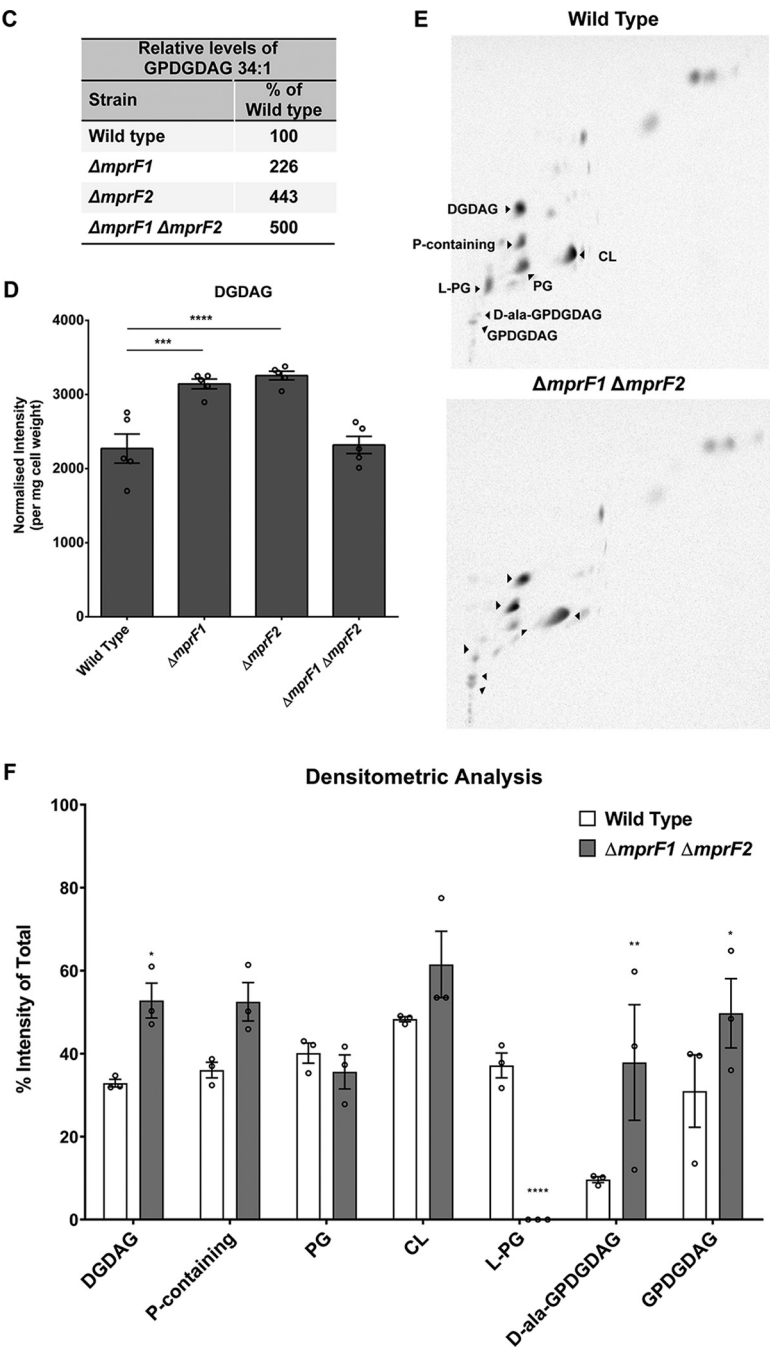 C
Relative levels of
GPDGDAG 34:1
Strain
% of
Wild type
Wild type 100
ΔmprF1 226
ΔmprF2 443
ΔmprF1 ΔmprF2 500
D
DGDAG
Normalised Intensity
(per mg cell weight)
4000
3000
2000
1000
0
***
****
Wild Type
ΔmprF1
ΔmprF2
ΔmprF1 ΔmprF2
E
Wild Type
DGDAG
P-containing
CL
L-PG
PG
D-ala-GPDGDAG
GPDGDAG
ΔmprF1 ΔmprF2
F
Densitometric Analysis
Wild Type
ΔmprF1 ΔmprF2
% Intensity of Total
100
80
60
40
20
0
*
****
**
*
DGDAG
P-containing
PG
CL
L-PG
D-ala-GPDGDAG
GPDGDAG